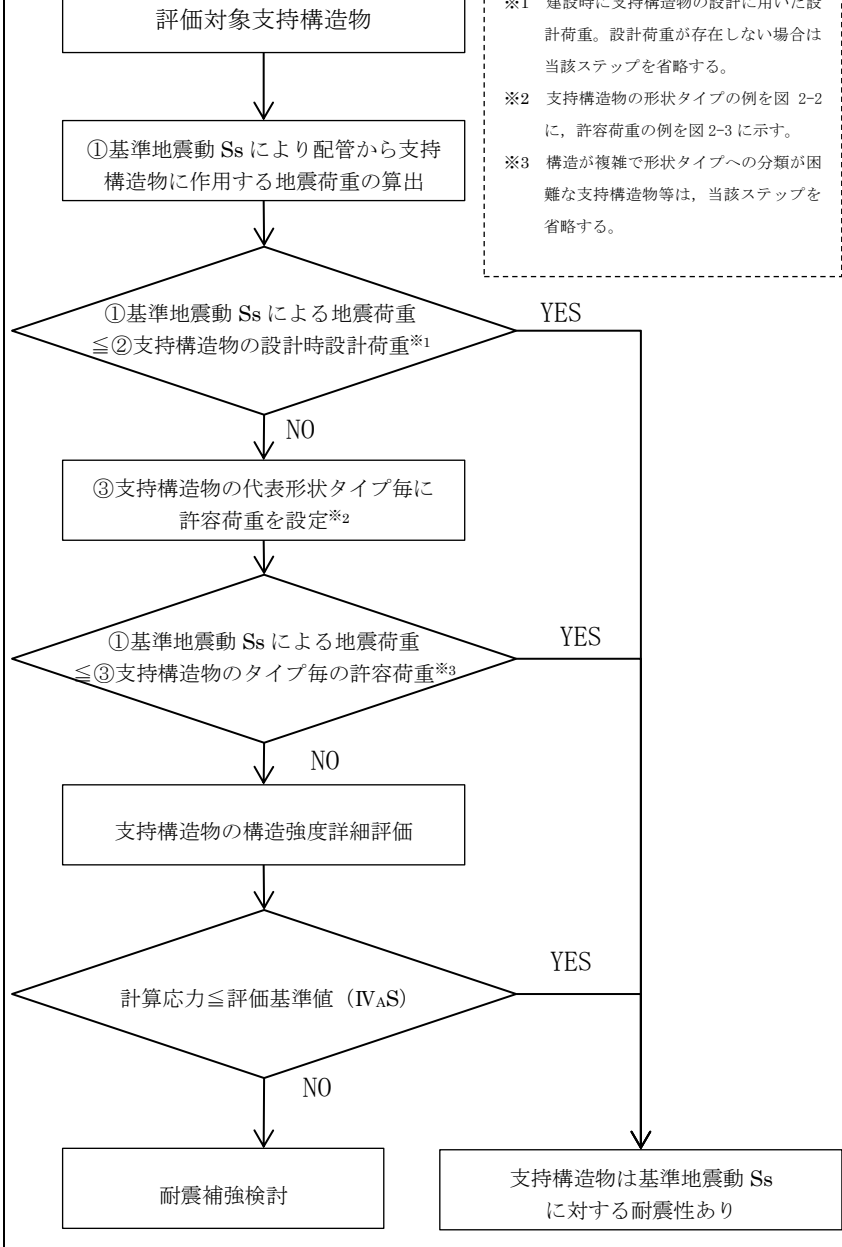 評価対象支持構造物
※1 建設時に支持構造物の設計に用いた設
計荷重。設計荷重が存在しない場合は
当該ステップを省略する。
※2 支持構造物の形状タイプの例を図 2-2
に，許容荷重の例を図 2-3 に示す。
※3 構造が複雑で形状タイプへの分類が困
難な支持構造物等は，当該ステップを
省略する。
①基準地震動 Ss により配管から支持
構造物に作用する地震荷重の算出
①基準地震動 Ss による地震荷重
≦②支持構造物の設計時設計荷重※1
YES
NO
③支持構造物の代表形状タイプ毎に
許容荷重を設定※2
①基準地震動 Ss による地震荷重
≦③支持構造物のタイプ毎の許容荷重※3
YES
NO
支持構造物の構造強度詳細評価
計算応力≦評価基準値（ⅣAS）
YES
NO
耐震補強検討
支持構造物は基準地震動 Ss
に対する耐震性あり